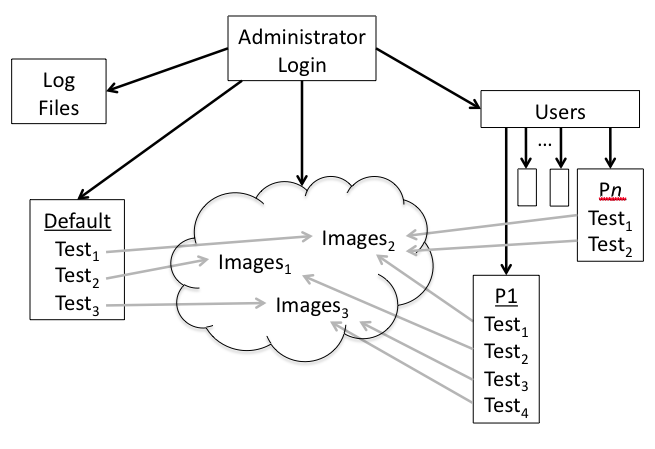 Administrator
Login
Log
Files
Users
...
Default
Test₁
Test₂
Test₃
Images₂
Images₁
Images₃
Pn
Test₁
Test₂
P1
Test₁
Test₂
Test₃
Test₄